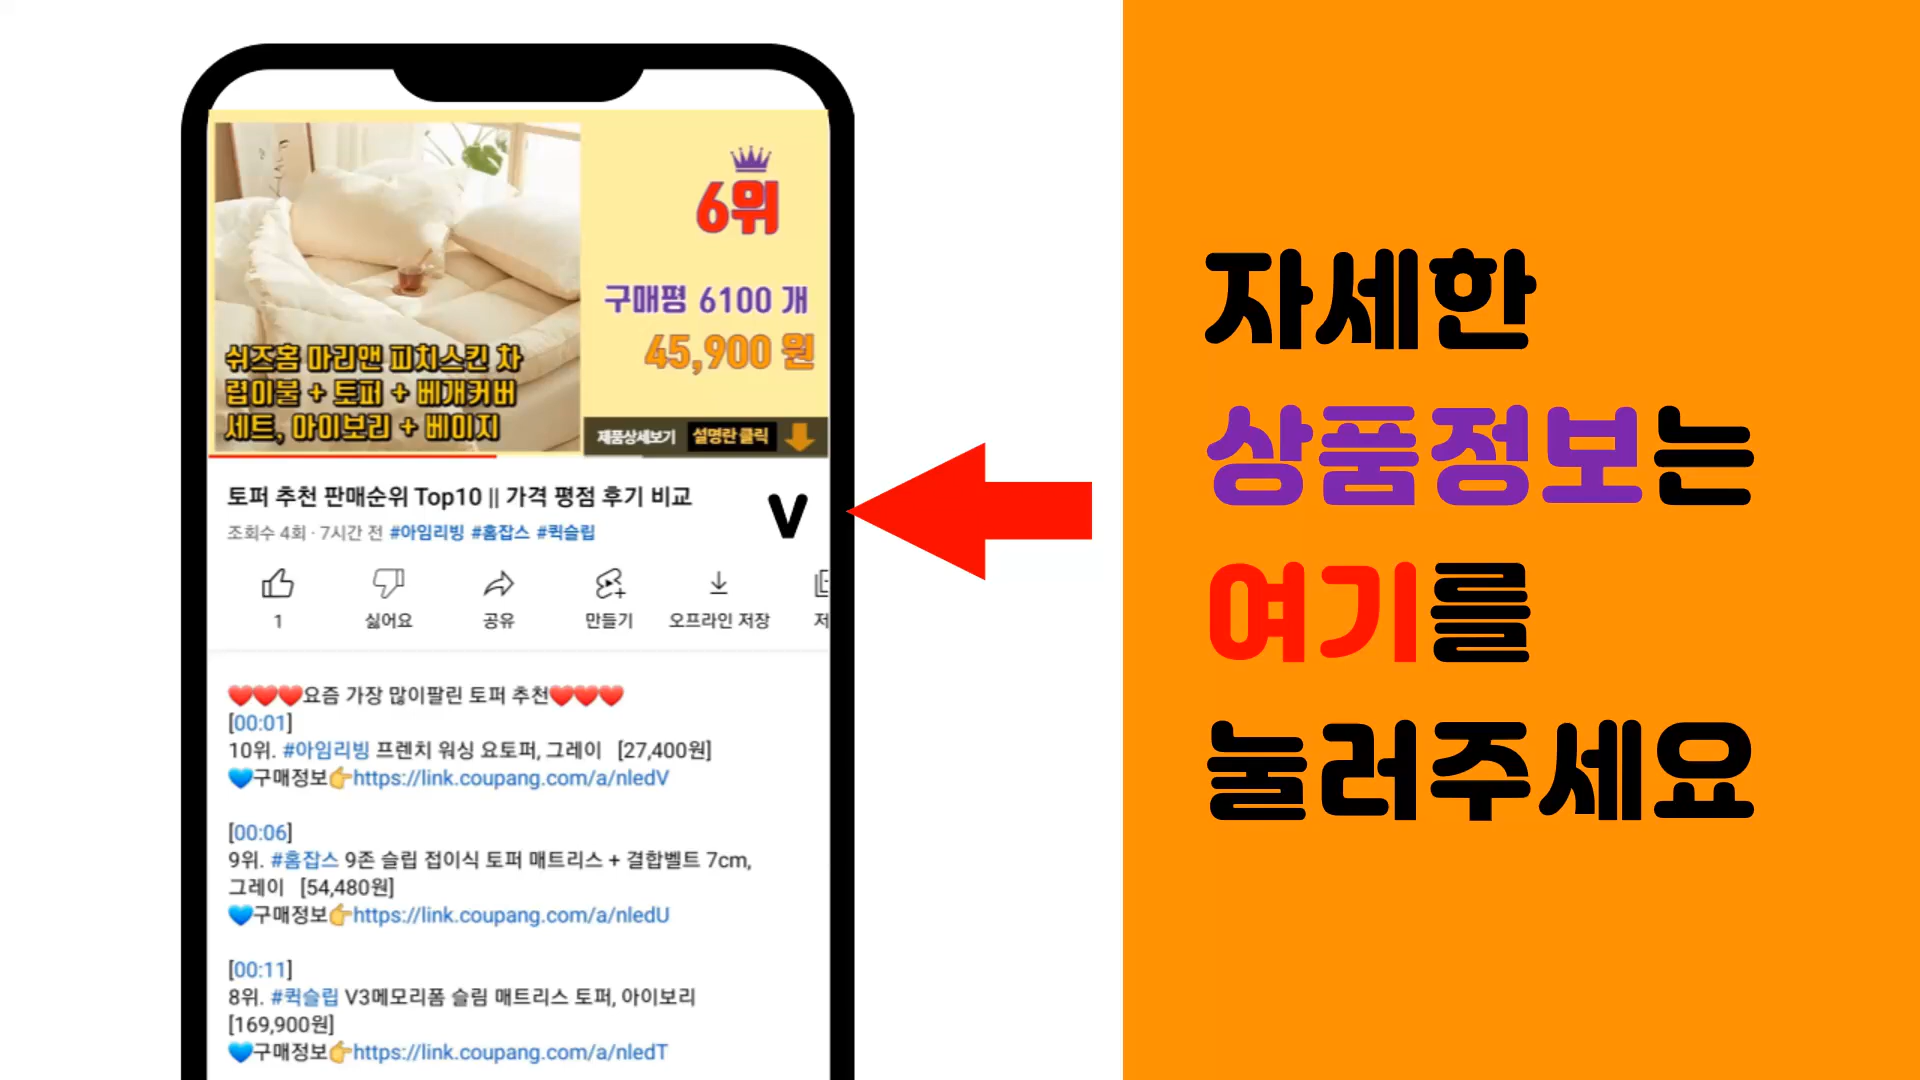 6위
구매평 6100 개
45,900 원
쉬즈홈 마리앤 피치스킨 차
렵이불 + 토퍼 + 베개커버
세트, 아이보리 + 베이지
제품상세보기 설명란 클릭
토퍼 추천 판매순위 Top10 || 가격 평점 후기 비교
V
조회수 4회 · 7시간 전 #아임리빙 #홈잡스 #퀵슬립
1 싫어요 공유 만들기 오프라인 저장 저
❤❤❤요즘 가장 많이팔린 토퍼 추천❤❤❤
[00:01]
10위. #아임리빙 프렌치 워싱 요토퍼, 그레이 [27,400원]
💙구매정보👉https://link.coupang.com/a/nledV
[00:06]
9위. #홈잡스 9존 슬립 접이식 토퍼 매트리스 + 결합벨트 7cm,
그레이 [54,480원]
💙구매정보👉https://link.coupang.com/a/nledU
[00:11]
8위. #퀵슬립 V3메모리폼 슬림 매트리스 토퍼, 아이보리
[169,900원]
💙구매정보👉https://link.coupang.com/a/nledT
자세한
상품정보는
여기를
눌러주세요